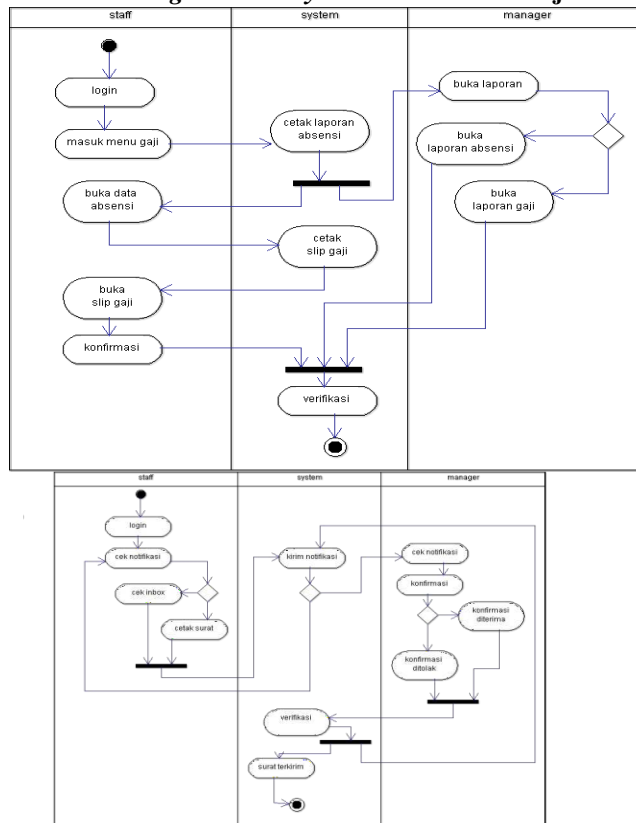 staff
system
manager
login
masuk menu gaji
cetak laporan
absensi
buka laporan
buka
laporan absensi
buka data
absensi
buka
laporan gaji
cetak
slip gaji
buka
slip gaji
konfirmasi
verifikasi
staff
system
manager
login
cek notifikasi
kirim notifikasi
cek notifikasi
cek inbox
konfirmasi
cetak surat
konfirmasi
diterima
konfirmasi
ditolak
verifikasi
surat terkirim